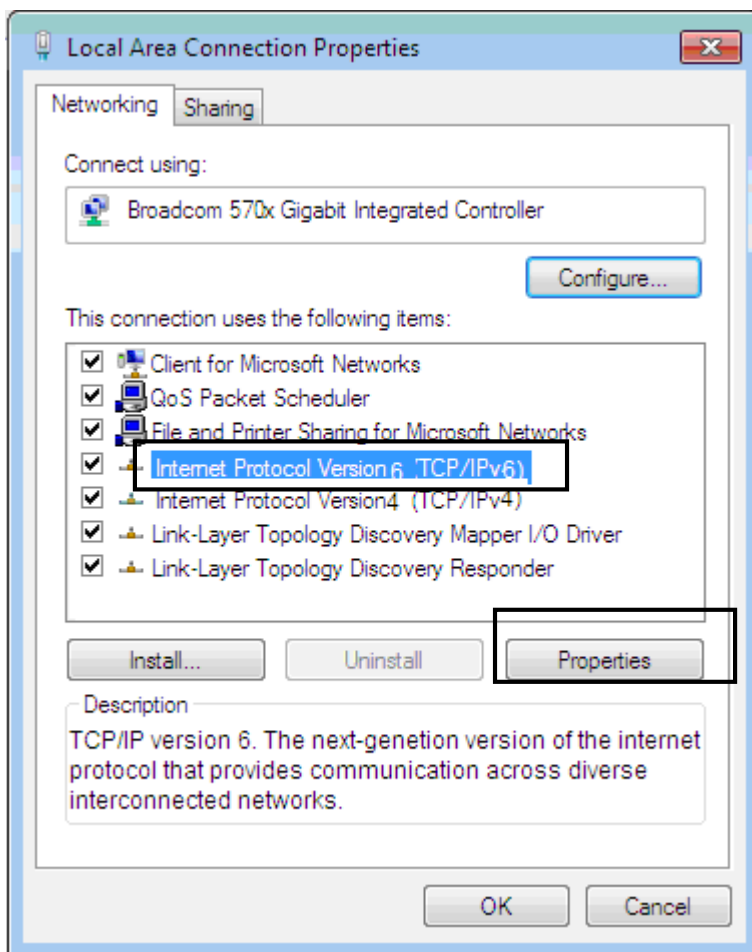 Local Area Connection Properties
Networking Sharing
Connect using:
Broadcom 570x Gigabit Integrated Controller
Configure...
This connection uses the following items:
Client for Microsoft Networks
QoS Packet Scheduler
File and Printer Sharing for Microsoft Networks
Internet Protocol Version 6 (TCP/IPv6)
Internet Protocol Version4 (TCP/IPv4)
Link-Layer Topology Discovery Mapper I/O Driver
Link-Layer Topology Discovery Responder
Install... Uninstall Properties
Description
TCP/IP version 6. The next-genetion version of the internet
protocol that provides communication across diverse
interconnected networks.
OK Cancel